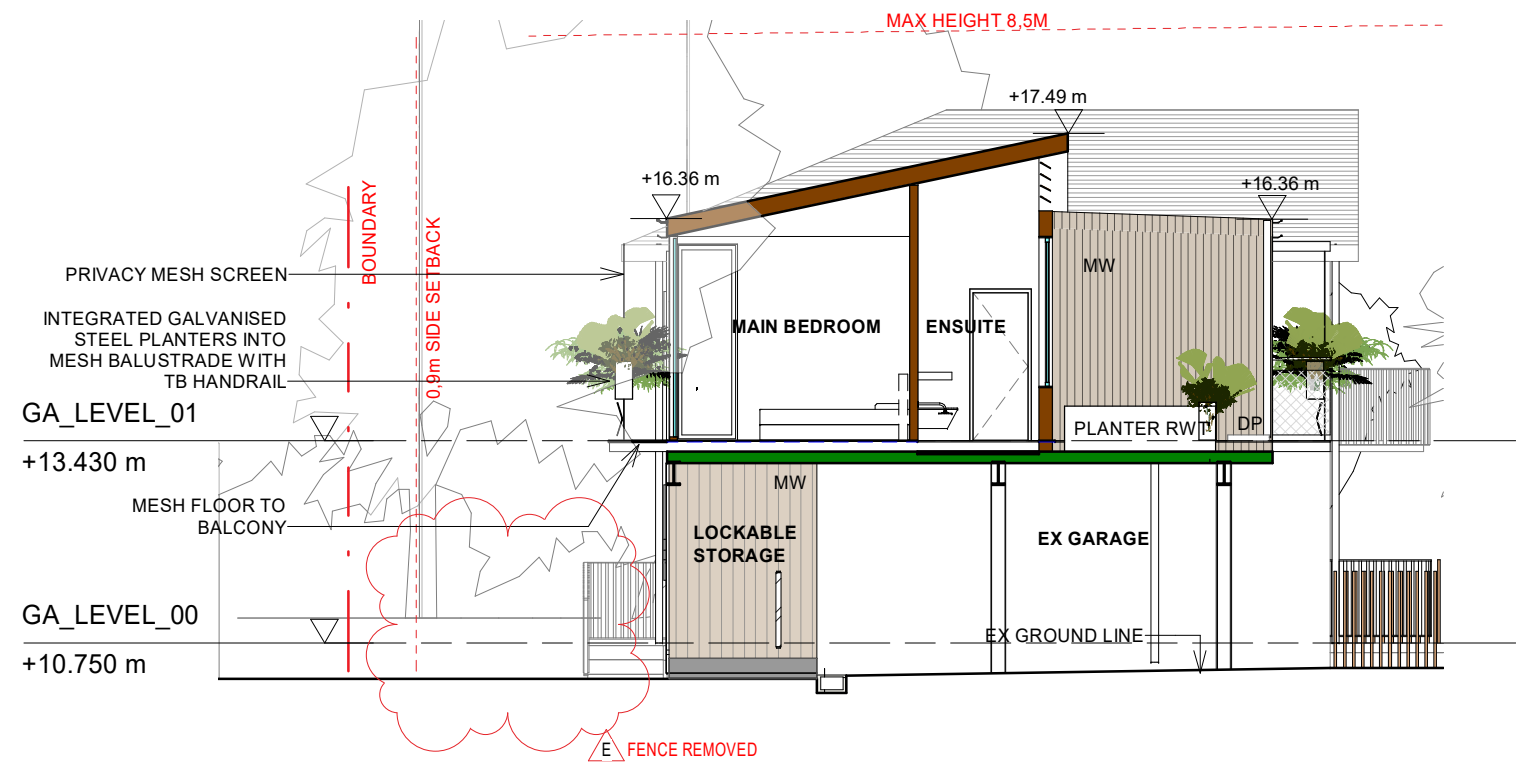 MAX HEIGHT 8,5M
+17.49 m
+16.36 m
+16.36 m
BOUNDARY
0,9m SIDE SETBACK
PRIVACY MESH SCREEN
INTEGRATED GALVANISED
STEEL PLANTERS INTO
MESH BALUSTRADE WITH
TB HANDRAIL
MW
MAIN BEDROOM
ENSUITE
GA_LEVEL_01
+13.430 m
PLANTER RWT
DP
MESH FLOOR TO
BALCONY
MW
LOCKABLE
STORAGE
EX GARAGE
GA_LEVEL_00
+10.750 m
EX GROUND LINE
E
FENCE REMOVED